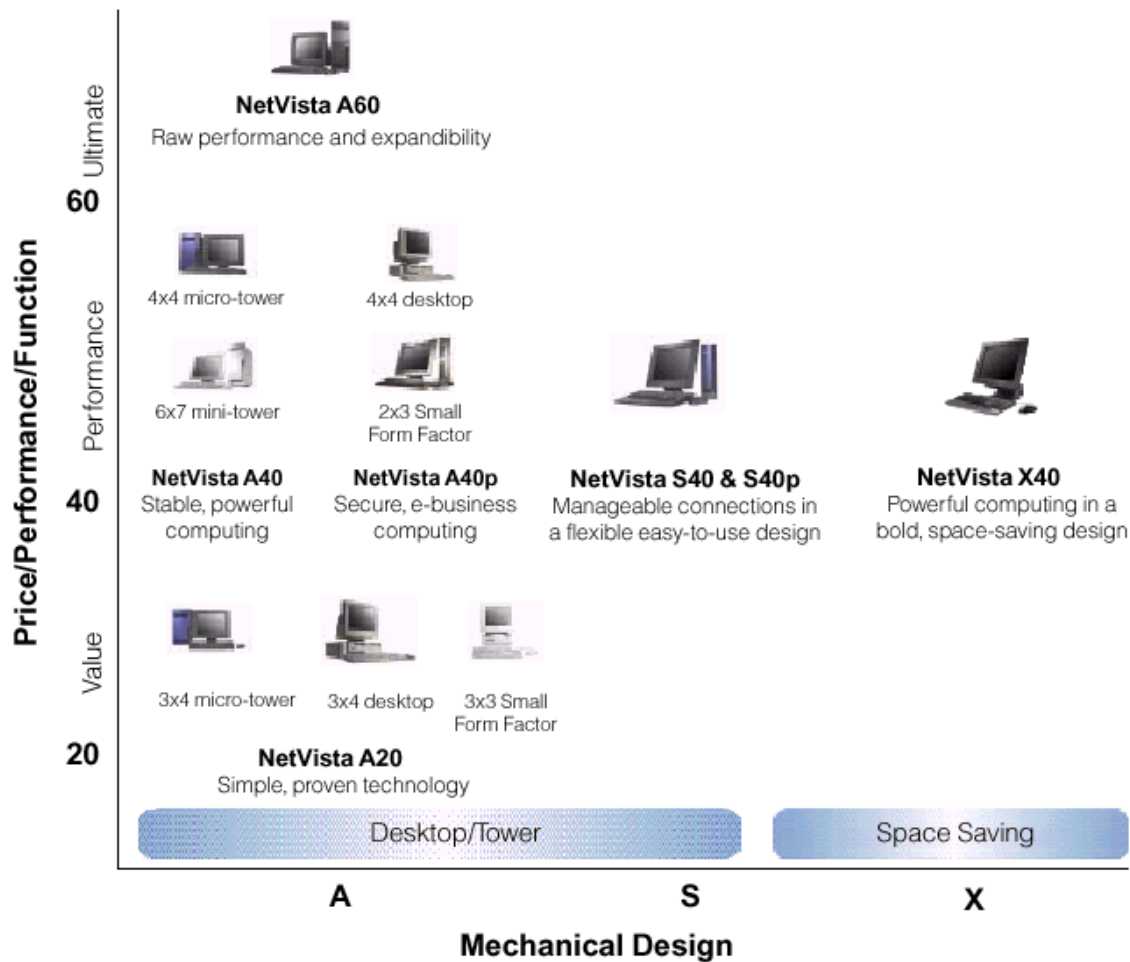 NetVista A60
Raw performance and expandibility
Ultimate
60
4x4 micro-tower
4x4 desktop
Price/Performance/Function
Performance
6x7 mini-tower
2x3 Small
Form Factor
NetVista A40
Stable, powerful
computing
NetVista A40p
Secure, e-business
computing
NetVista S40 & S40p
Manageable connections in
a flexible easy-to-use design
NetVista X40
Powerful computing in a
bold, space-saving design
40
Value
3x4 micro-tower
3x4 desktop
3x3 Small
Form Factor
20
NetVista A20
Simple, proven technology
Desktop/Tower
Space Saving
A
S
X
Mechanical Design